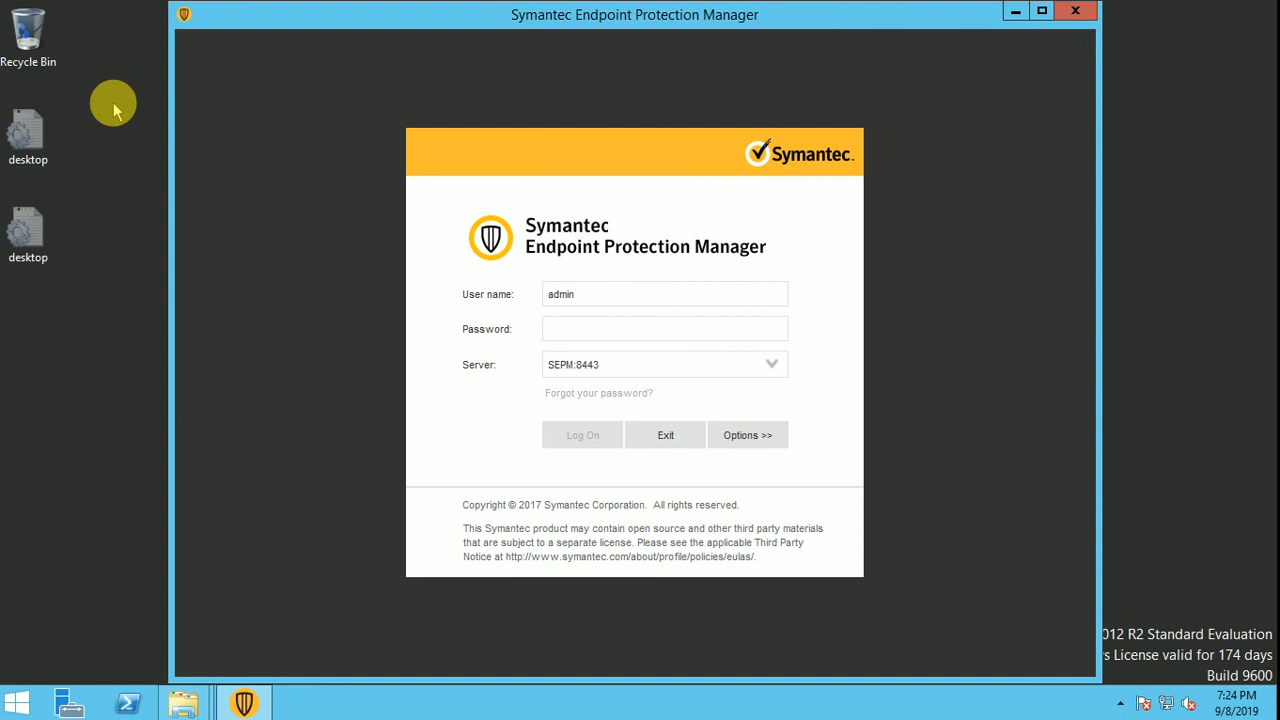 Symantec Endpoint Protection Manager
Recycle Bin
desktop
desktop
Symantec.
Symantec
Endpoint Protection Manager
User name: admin
Password:
Server: SEPM:8443
Forgot your password?
Log On Exit Options >>
Copyright © 2017 Symantec Corporation. All rights reserved.
This Symantec product may contain open source and other third party materials
that are subject to a separate license. Please see the applicable Third Party
Notice at http://www.symantec.com/about/profile/policies/eulas/.
012 R2 Standard Evaluation
s License valid for 174 days
Build 9600
7:24 PM
9/8/2019